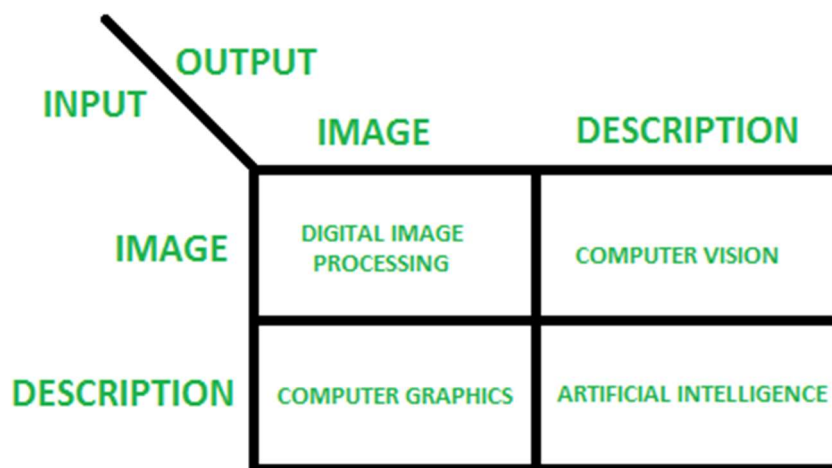 OUTPUT
INPUT
IMAGE DESCRIPTION
IMAGE
DIGITAL IMAGE
PROCESSING
COMPUTER VISION
DESCRIPTION
COMPUTER GRAPHICS
ARTIFICIAL INTELLIGENCE